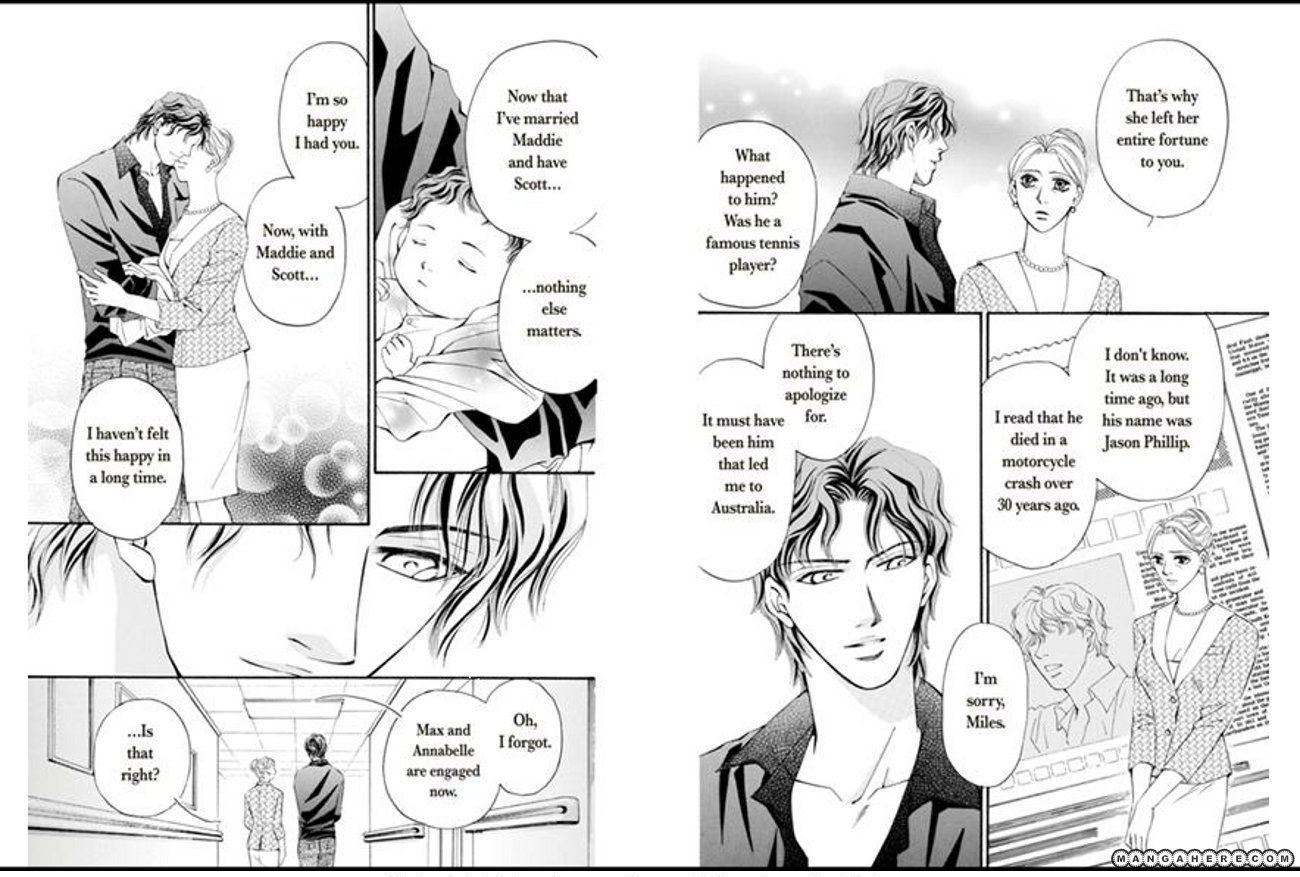 That's why
she left her
entire fortune
to you.
What
happened
to him?
Was he a
famous tennis
player?
I don't know.
It was a long
time ago, but
his name was
Jason Phillip.
I read that he
died in a
motorcycle
crash over
30 years ago.
I'm
sorry,
Miles.
There's
nothing to
apologize
for.
It must have
been him
that led
me to
Australia.
Now that
I've married
Maddie
and have
Scott…
…nothing
else
matters.
I'm so
happy
I had you.
Now, with
Maddie and
Scott…
I haven't felt
this happy in
a long time.
Oh,
I forgot.
Max and
Annabelle
are engaged
now.
…Is
that
right?
MANGAHERE.COM